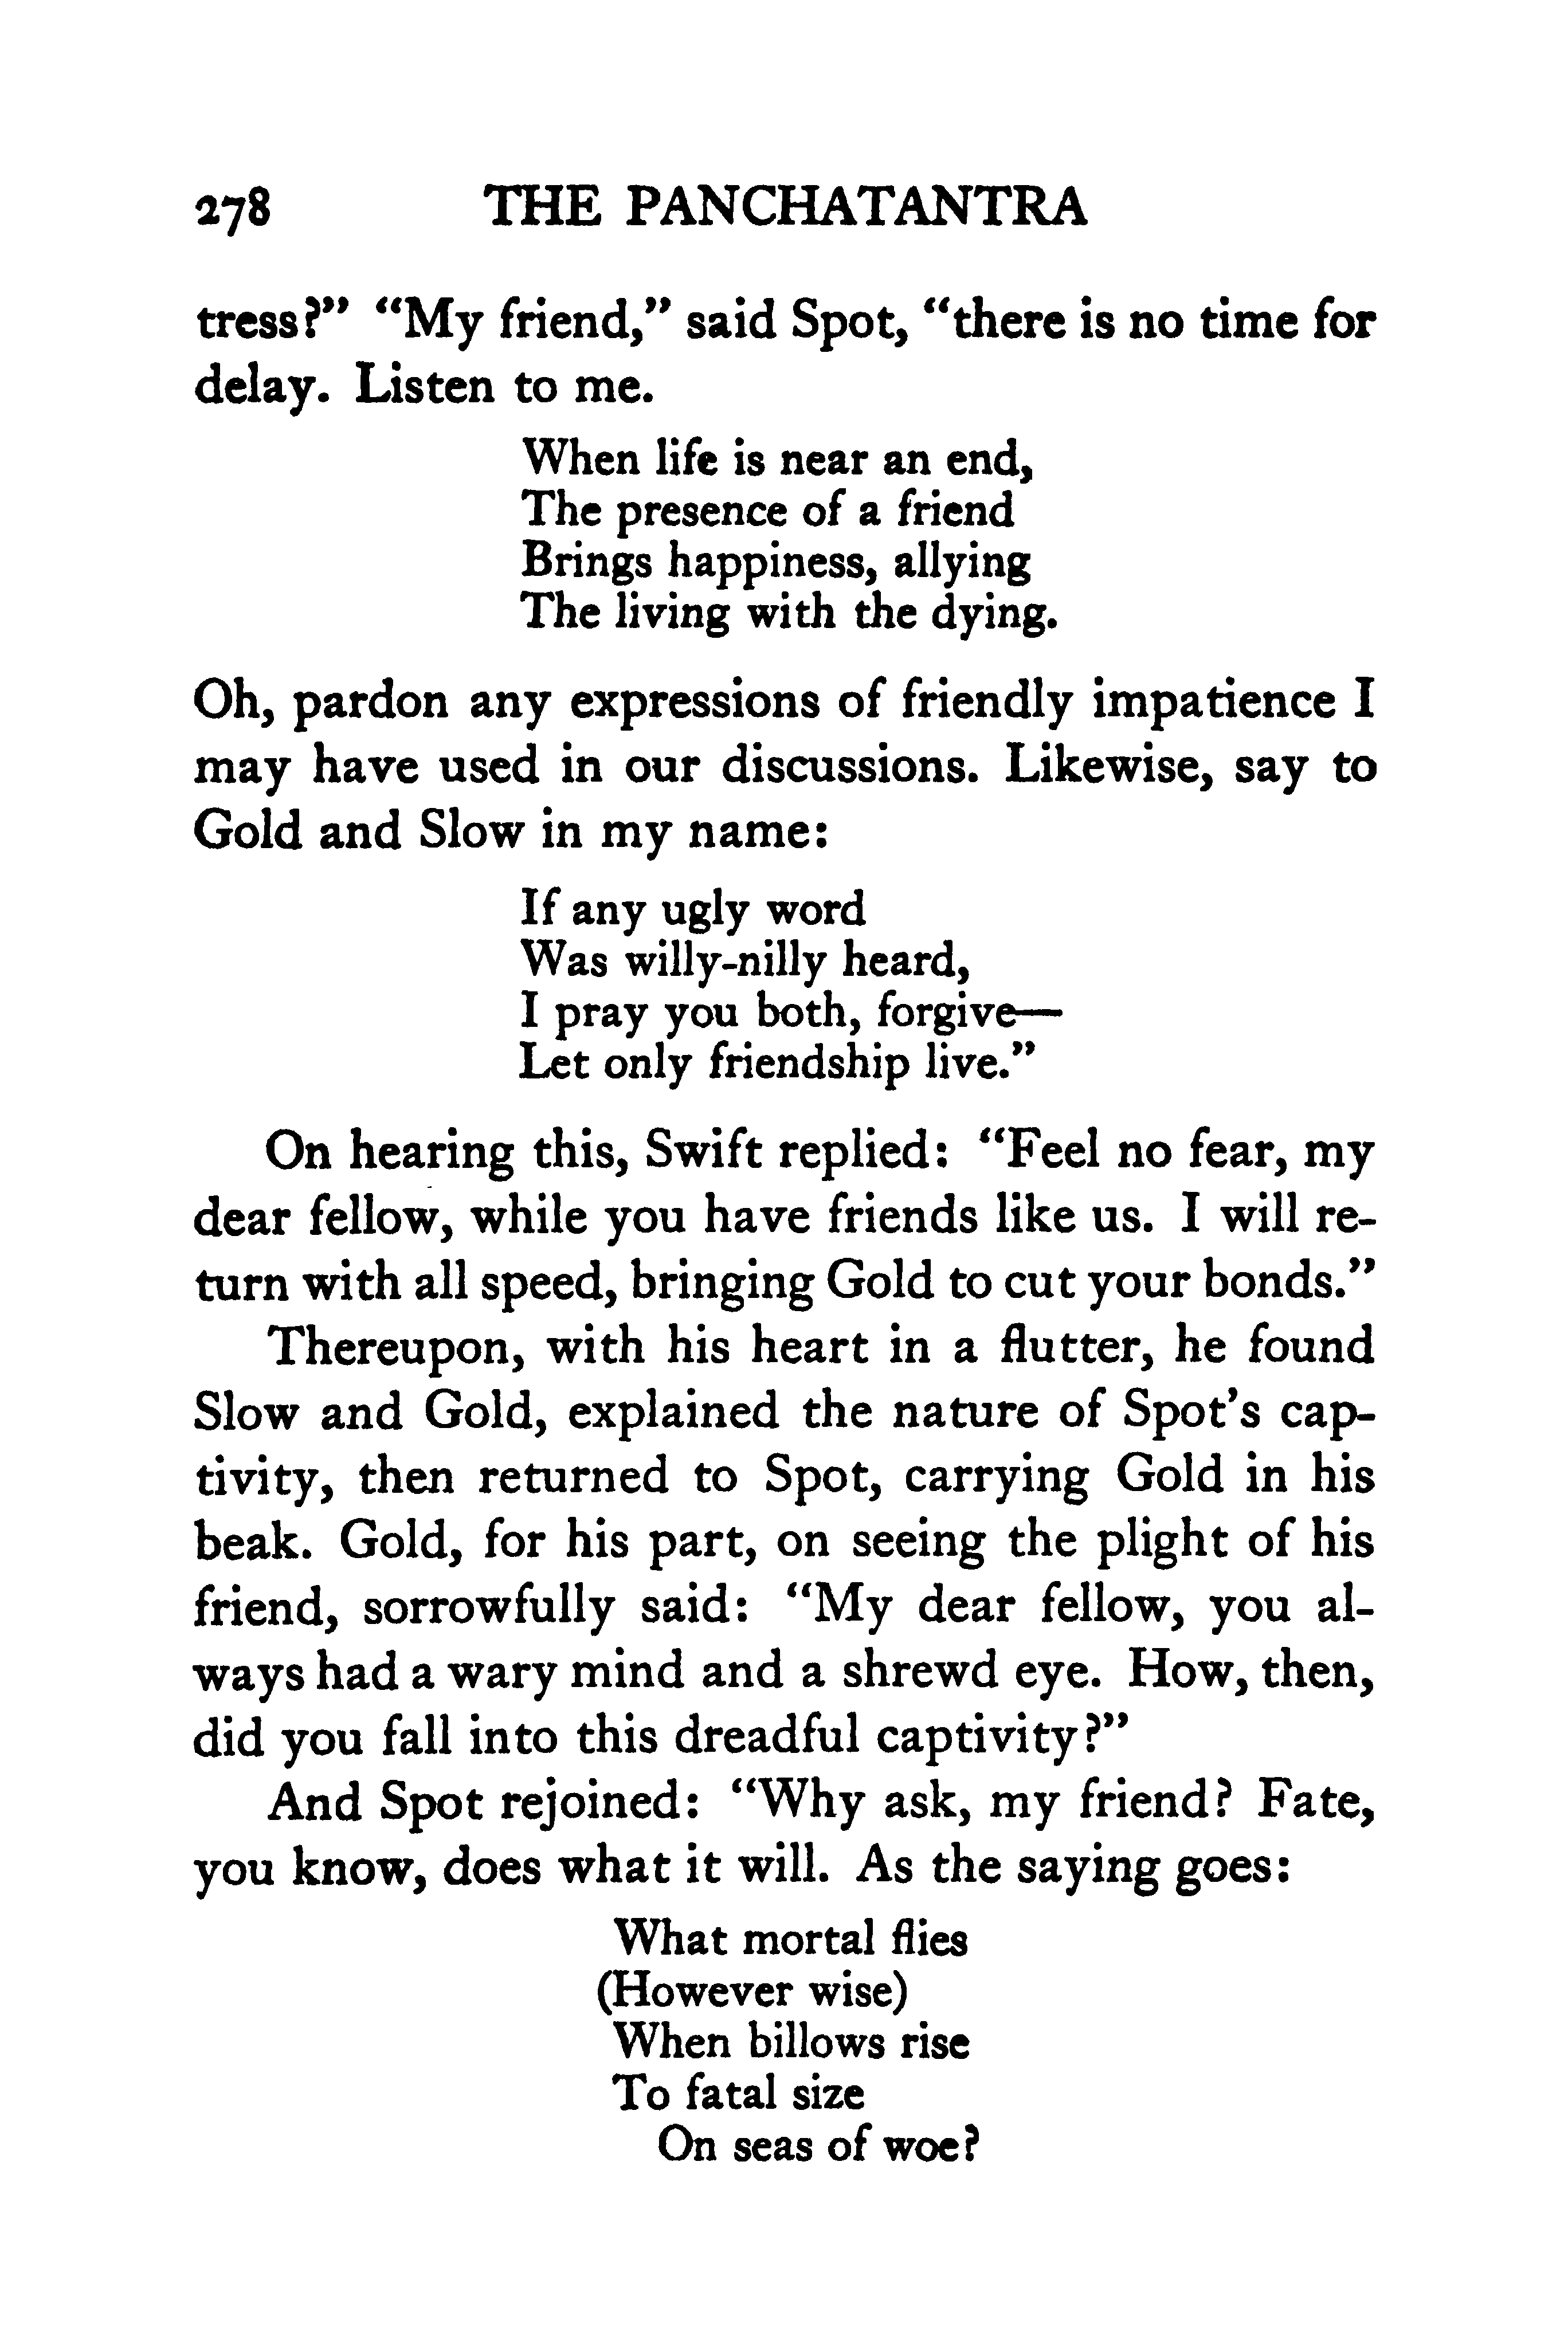 278 THE PANCHATANTRA
tress?” “My friend,” said Spot, “there is no time for
delay. Listen to me.
When life is near an end,
The presence of a friend
Brings happiness, allying
The living with the dying.
Oh, pardon any expressions of friendly impatience I
may have used in our discussions. Likewise, say to
Gold and Slow in my name:
If any ugly word
Was willy-nilly heard,
I pray you both, forgive—
Let only friendship live.”
On hearing this, Swift replied: “Feel no fear, my
dear fellow, while you have friends like us. I will re-
turn with all speed, bringing Gold to cut your bonds.”
Thereupon, with his heart in a flutter, he found
Slow and Gold, explained the nature of Spot’s cap-
tivity, then returned to Spot, carrying Gold in his
beak. Gold, for his part, on seeing the plight of his
friend, sorrowfully said: “My dear fellow, you al-
ways had a wary mind and a shrewd eye. How, then,
did you fall into this dreadful captivity?”
And Spot rejoined: “Why ask, my friend? Fate,
you know, does what it will. As the saying goes:
What mortal flies
(However wise)
When billows rise
To fatal size
On seas of woe?